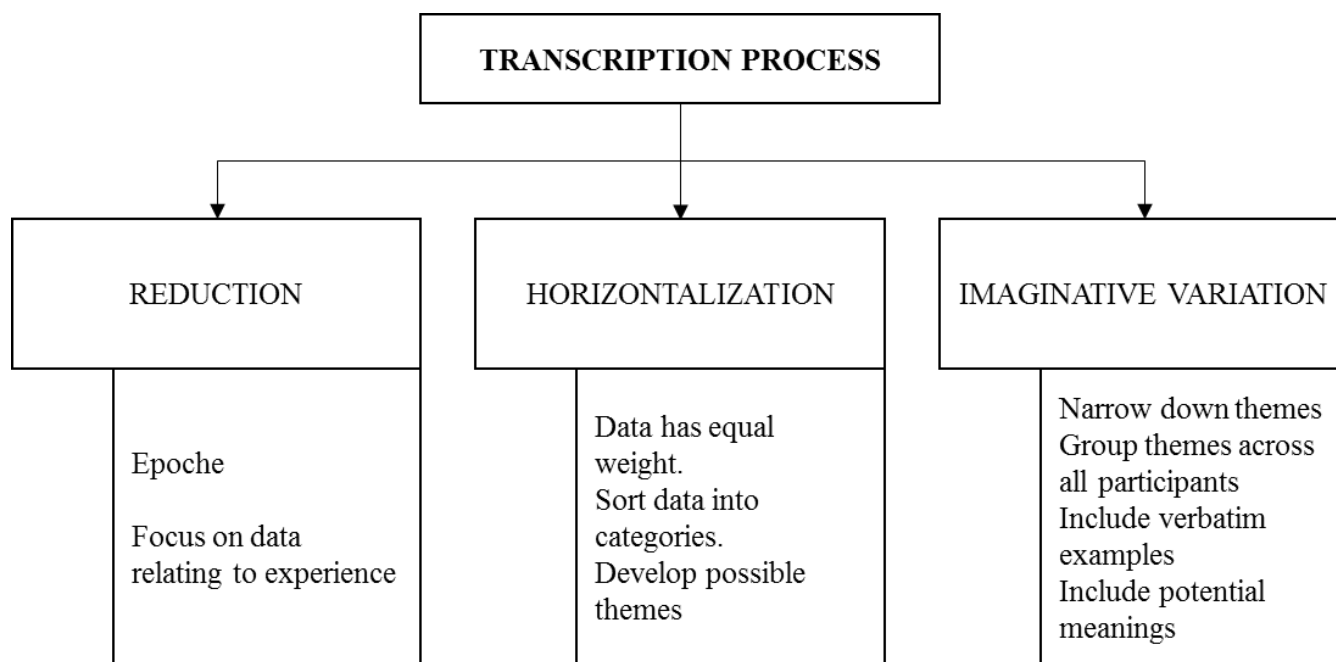 TRANSCRIPTION PROCESS
REDUCTION
HORIZONTALIZATION
IMAGINATIVE VARIATION
Epoche
Focus on data
relating to experience
Data has equal
weight.
Sort data into
categories.
Develop possible
themes
Narrow down themes
Group themes across
all participants
Include verbatim
examples
Include potential
meanings